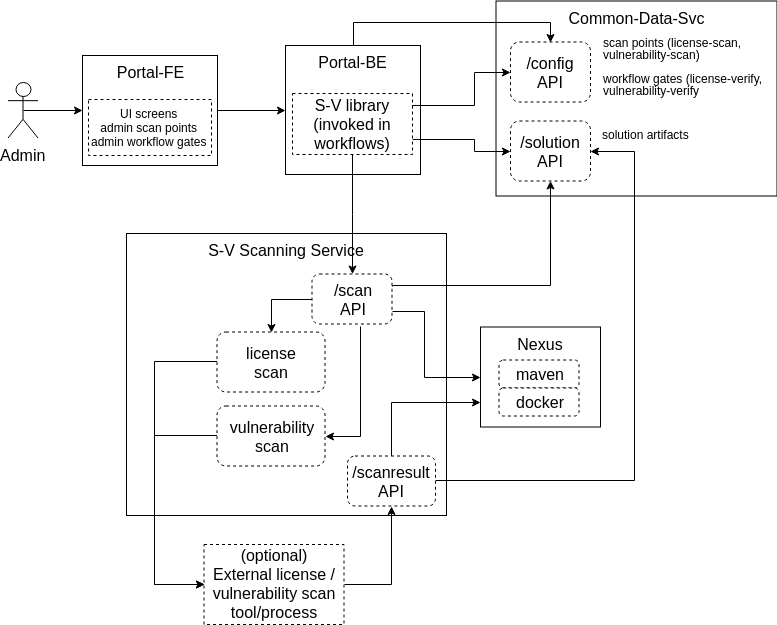 Common-Data-Svc
scan points (license-scan,
vulnerability-scan)
workflow gates (license-verify,
vulnerability-verify
/config
API
solution artifacts
/solution
API
Portal-BE
S-V library
(invoked in
workflows)
Portal-FE
UI screens
admin scan points
admin workflow gates
Admin
S-V Scanning Service
/scan
API
license
scan
vulnerability
scan
/scanresult
API
Nexus
maven
docker
(optional)
External license /
vulnerability scan
tool/process